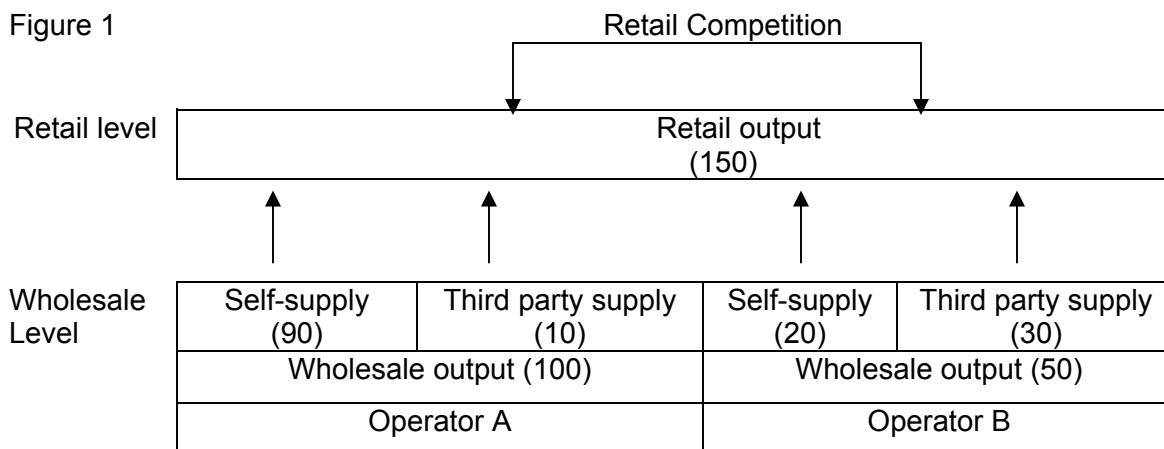 Figure 1
Retail Competition
Retail level
Retail output
(150)
Wholesale
Level
Self-supply
(90)
Third party supply
(10)
Self-supply
(20)
Third party supply
(30)
Wholesale output (100)
Wholesale output (50)
Operator A
Operator B